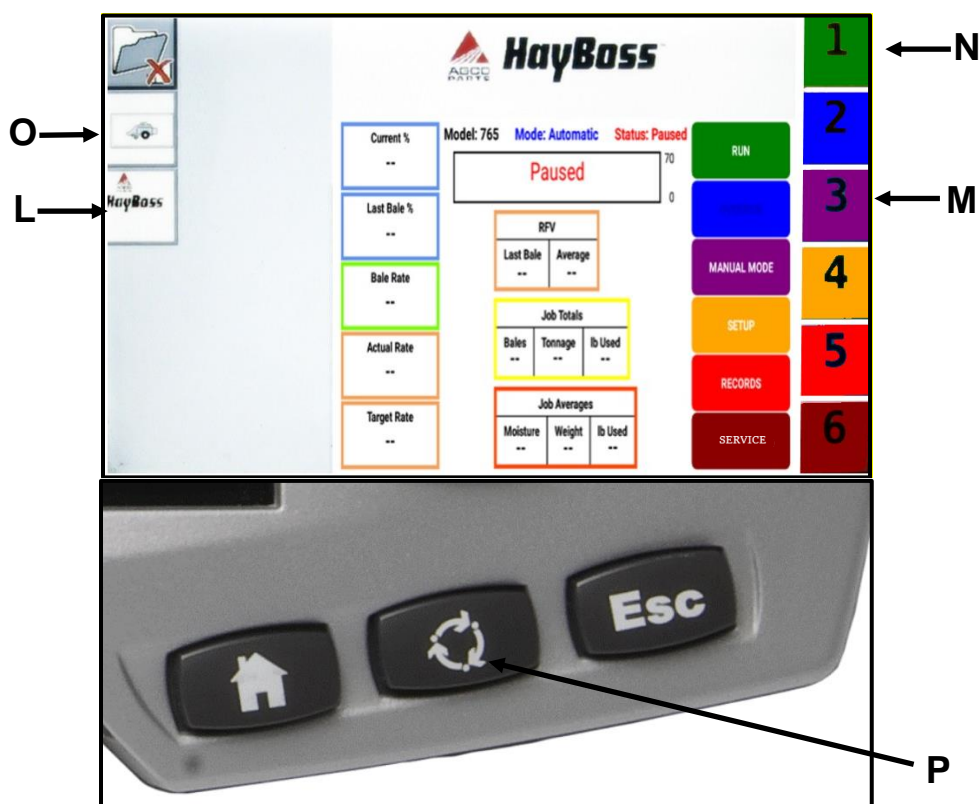 AGCO
PARTS
HayBoss
1
N
2
O
Current %
--
Model: 765 Mode: Automatic Status: Paused
RUN
Paused
70
0
HayBoss
L
Last Bale %
--
3
M
RFV
Last Bale Average
-- --
Bale Rate
--
MANUAL MODE
4
Job Totals
Bales Tonnage lb Used
-- -- --
SETUP
Actual Rate
--
5
RECORDS
Target Rate
--
Job Averages
Moisture Weight lb Used
-- -- --
SERVICE
6
Esc
P